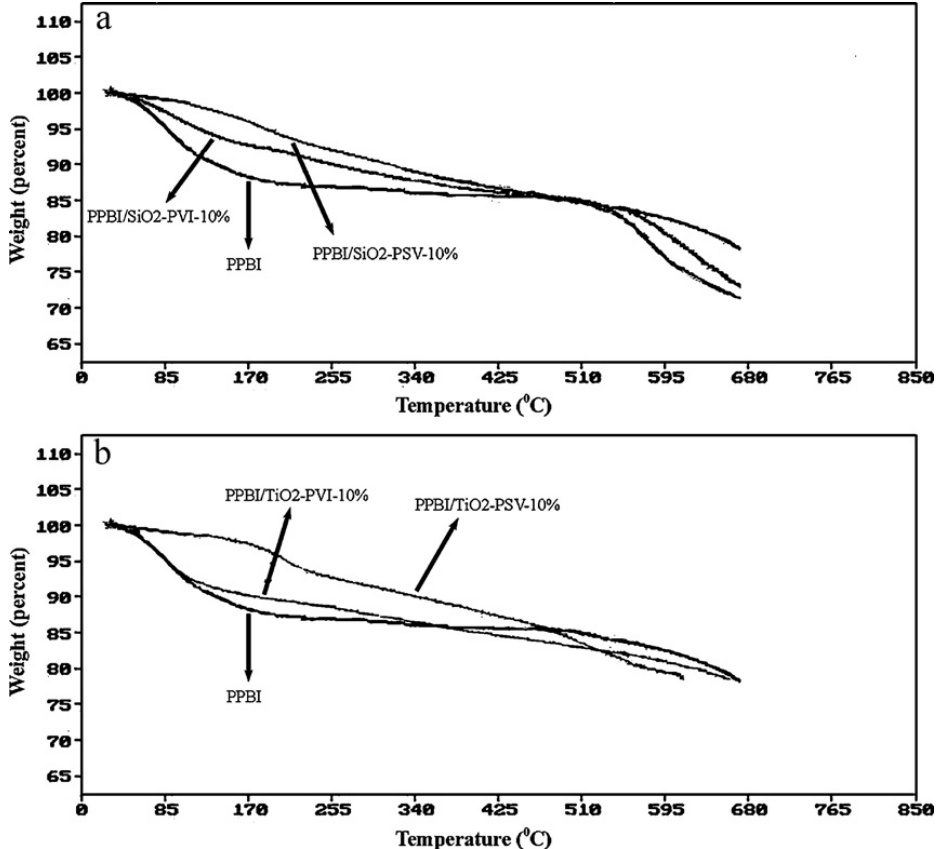 a
110
105
100
95
90
85
80
75
70
65
Weight (percent)
PPBI/SiO2-PVI-10%
PPBI
PPBI/SiO2-PSV-10%
0 85 170 255 340 425 510 595 680 765 850
Temperature (⁰C)
b
110
105
100
95
90
85
80
75
70
65
Weight (percent)
PPBI/TiO2-PVI-10%
PPBI/TiO2-PSV-10%
PPBI
0 85 170 255 340 425 510 595 680 765 850
Temperature (⁰C)